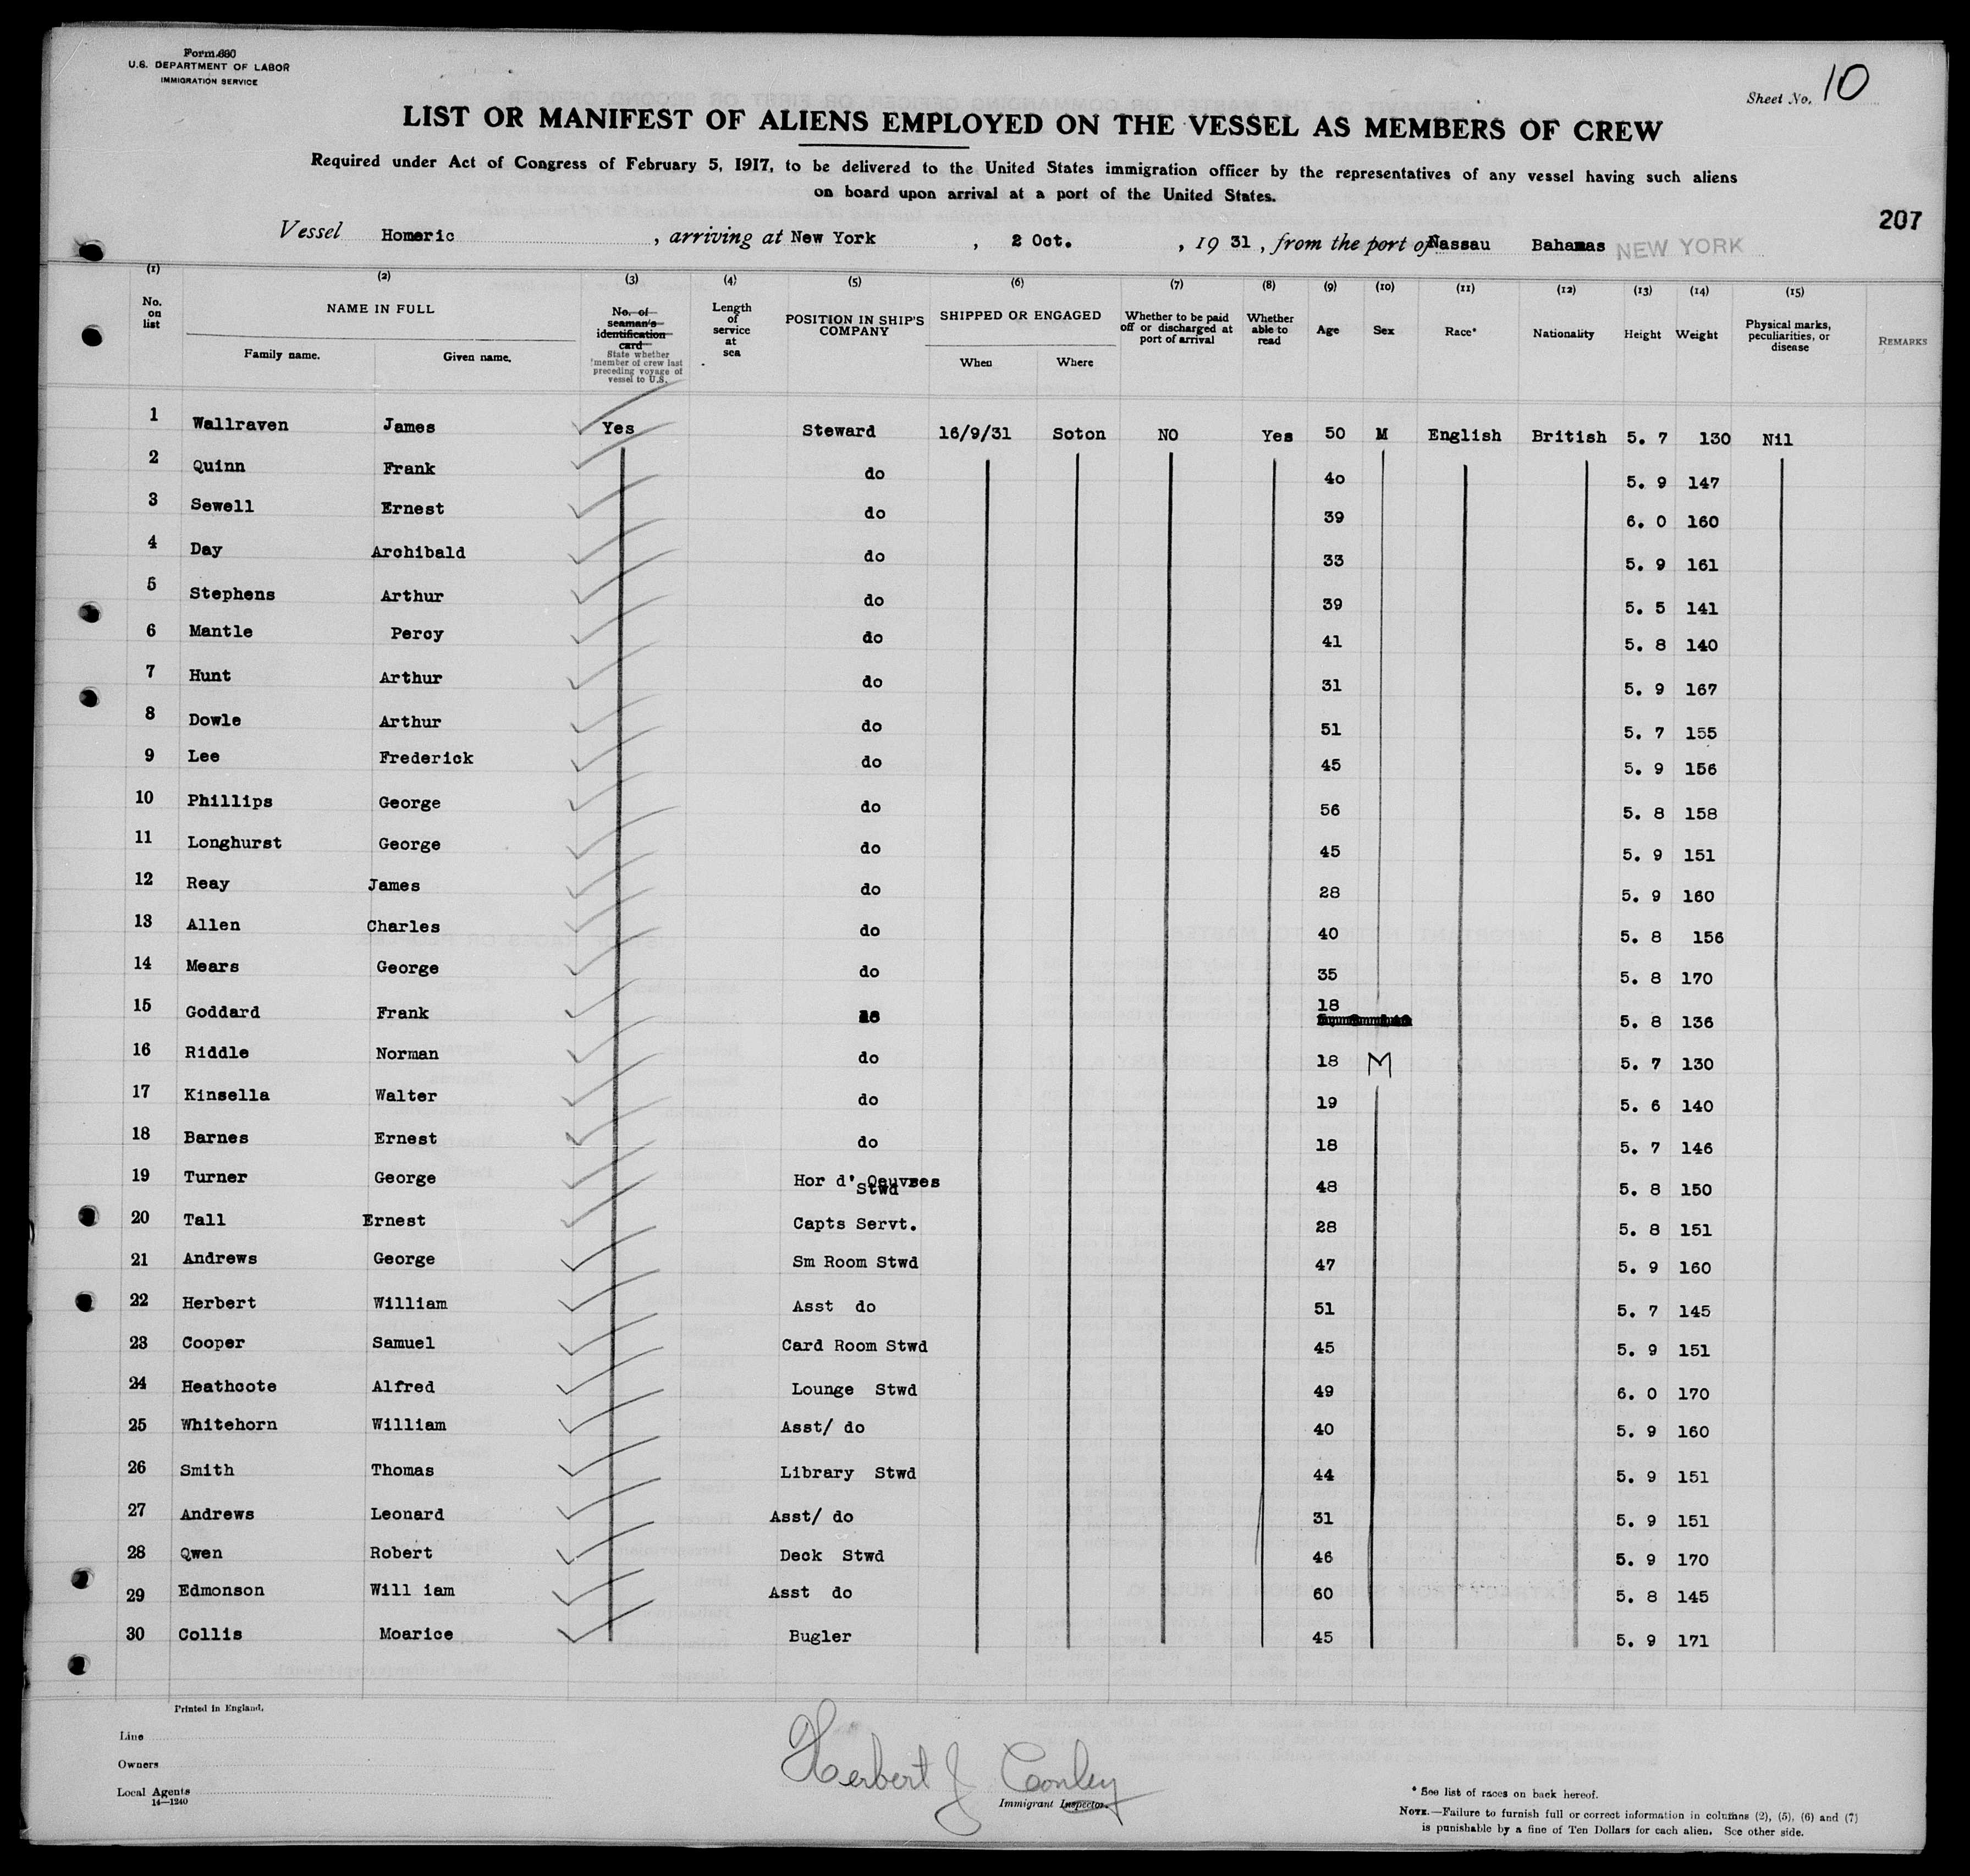 Form 680
U.S. DEPARTMENT OF LABOR
IMMIGRATION SERVICE
Sheet No. 10
LIST OR MANIFEST OF ALIENS EMPLOYED ON THE VESSEL AS MEMBERS OF CREW
Required under Act of Congress of February 5, 1917, to be delivered to the United States immigration officer by the representatives of any vessel having such aliens
on board upon arrival at a port of the United States.
207
Vessel Homeric, arriving at New York, 2 Oct., 19 31, from the port of Nassau Bahamas NEW YORK
(1) (2) (3) (4) (5) (6) (7) (8) (9) (10) (11) (12) (13) (14) (15)
No. on list NAME IN FULL Family name. Given name. No. of seaman's identification card State whether member of crew last preceding voyage of vessel to U.S. Length of service at sea POSITION IN SHIP'S COMPANY SHIPPED OR ENGAGED When Where Whether to be paid off or discharged at port of arrival Whether able to read Age Sex Race* Nationality Height Weight Physical marks, peculiarities, or disease REMARKS
1 Wallraven James Yes Steward 16/9/31 Soton NO Yes 50 M English British 5. 7 130 Nil
2 Quinn Frank do 40 5. 9 147
3 Sewell Ernest do 39 6. 0 160
4 Day Archibald do 33 5. 9 161
5 Stephens Arthur do 39 5. 5 141
6 Mantle Percy do 41 5. 8 140
7 Hunt Arthur do 31 5. 9 167
8 Dowle Arthur do 51 5. 7 155
9 Lee Frederick do 45 5. 9 156
10 Phillips George do 56 5. 8 158
11 Longhurst George do 45 5. 9 151
12 Reay James do 28 5. 9 160
13 Allen Charles do 40 5. 8 156
14 Mears George do 35 5. 8 170
15 Goddard Frank 18 5. 8 136
16 Riddle Norman do 18 M 5. 7 130
17 Kinsella Walter do 19 5. 6 140
18 Barnes Ernest do 18 5. 7 146
19 Turner George Hor d' Oeuvres Stwd 48 5. 8 150
20 Tall Ernest Capts Servt. 28 5. 8 151
21 Andrews George Sm Room Stwd 47 5. 9 160
22 Herbert William Asst do 51 5. 7 145
23 Cooper Samuel Card Room Stwd 45 5. 9 151
24 Heathcote Alfred Lounge Stwd 49 6. 0 170
25 Whitehorn William Asst/ do 40 5. 9 160
26 Smith Thomas Library Stwd 44 5. 9 151
27 Andrews Leonard Asst/ do 31 5. 9 151
28 Qwen Robert Deck Stwd 46 5. 9 170
29 Edmonson Will iam Asst do 60 5. 8 145
30 Collis Moarice Bugler 45 5. 9 171
Printed in England.
Line
Owners
Local Agents
14—1240
Herbert J Conley
Immigrant Inspector.
* See list of races on back hereof.
NOTE.—Failure to furnish full or correct information in columns (2), (5), (6) and (7)
is punishable by a fine of Ten Dollars for each alien. See other side.